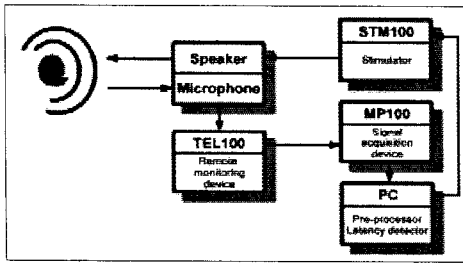 Speaker
Microphone
STM100
Stimulator
TEL100
Remote
monitoring
device
MP100
Signal
acquisition
device
PC
Pre-processor
Latency detector